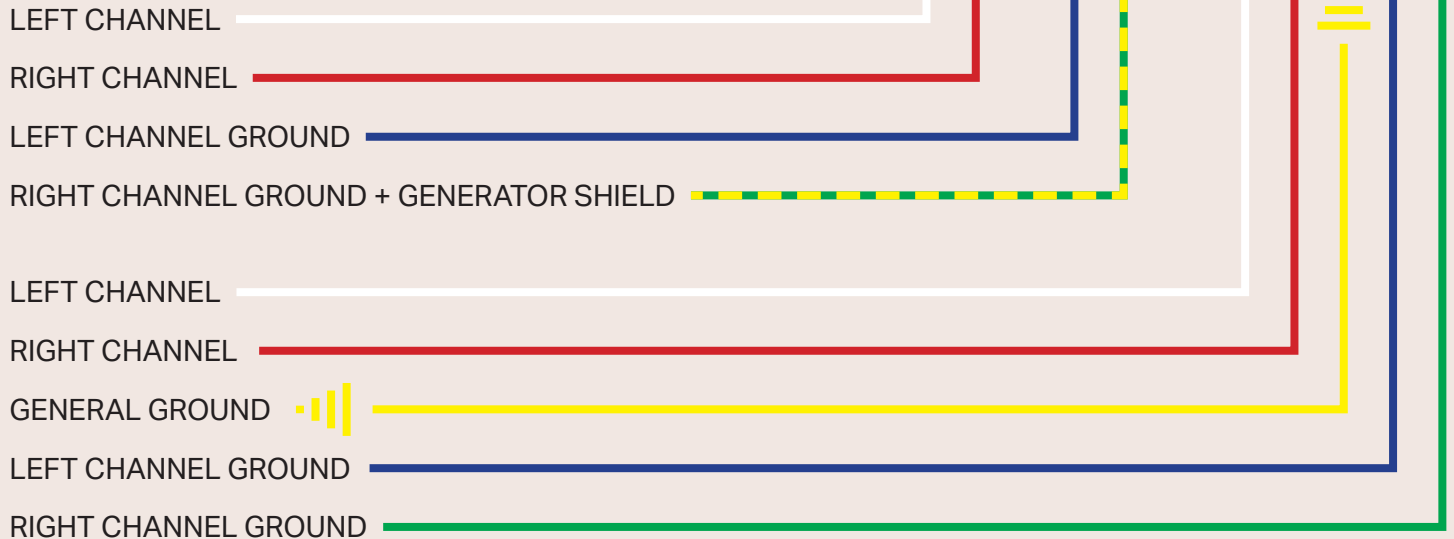 LEFT CHANNEL
RIGHT CHANNEL
LEFT CHANNEL GROUND
RIGHT CHANNEL GROUND + GENERATOR SHIELD
LEFT CHANNEL
RIGHT CHANNEL
GENERAL GROUND
LEFT CHANNEL GROUND
RIGHT CHANNEL GROUND